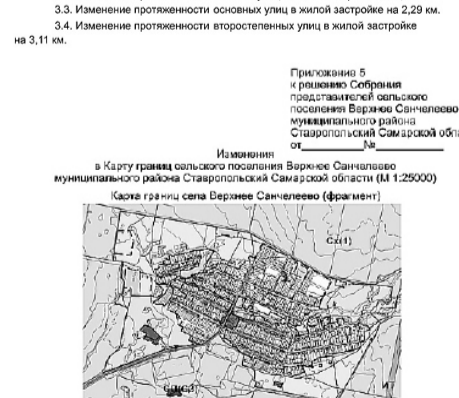 3.3. Изменение протяженности основных улиц в жилой застройке на 2,29 км.
3.4. Изменение протяженности второстепенных улиц в жилой застройке
на 3,11 км.
Приложение 5
к решению Собрания
представителей сельского
поселения Верхнее Санчелеево
муниципального района
Ставропольский Самарской обл
от__________№__________
Изменения
в Карту границ сельского поселения Верхнее Санчелеево
муниципального района Ставропольский Самарской области (М 1:25000)
Карта границ села Верхнее Санчелеево (фрагмент)
Сх(1)